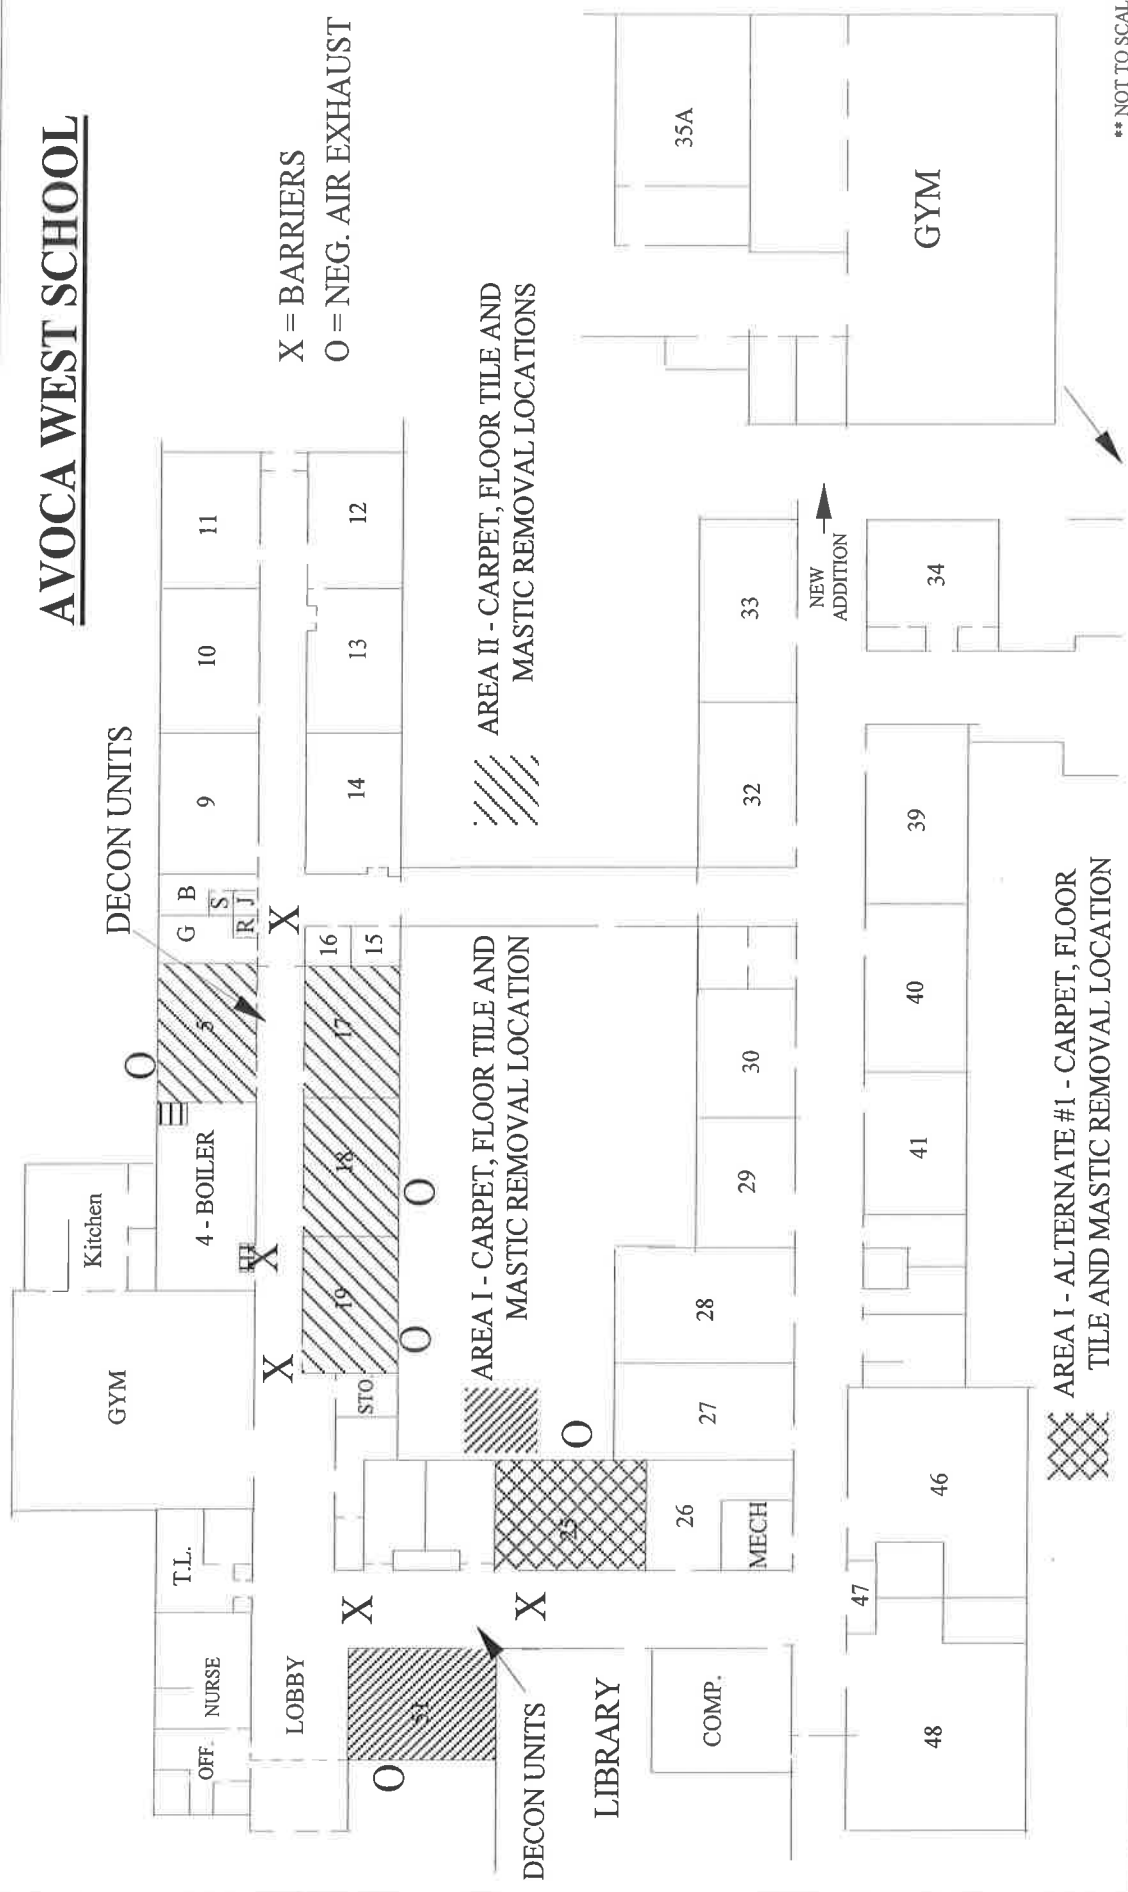 AVOCA WEST SCHOOL
GYM
Kitchen
DECON UNITS
OFF.
NURSE
T.L.
4 - BOILER
5
G
B
R
S
J
9
10
11
O
X = BARRIERS
O = NEG. AIR EXHAUST
LOBBY
X
X
X
STO.
19
18
17
16
15
14
13
12
O
51
X
O
O
AREA I - CARPET, FLOOR TILE AND
MASTIC REMOVAL LOCATION
AREA II - CARPET, FLOOR TILE AND
MASTIC REMOVAL LOCATIONS
DECON UNITS
X
25
O
LIBRARY
COMP.
26
MECH
27
28
29
30
32
33
35A
NEW
ADDITION
48
47
46
41
40
39
34
GYM
AREA I - ALTERNATE #1 - CARPET, FLOOR
TILE AND MASTIC REMOVAL LOCATION
** NOT TO SCAL